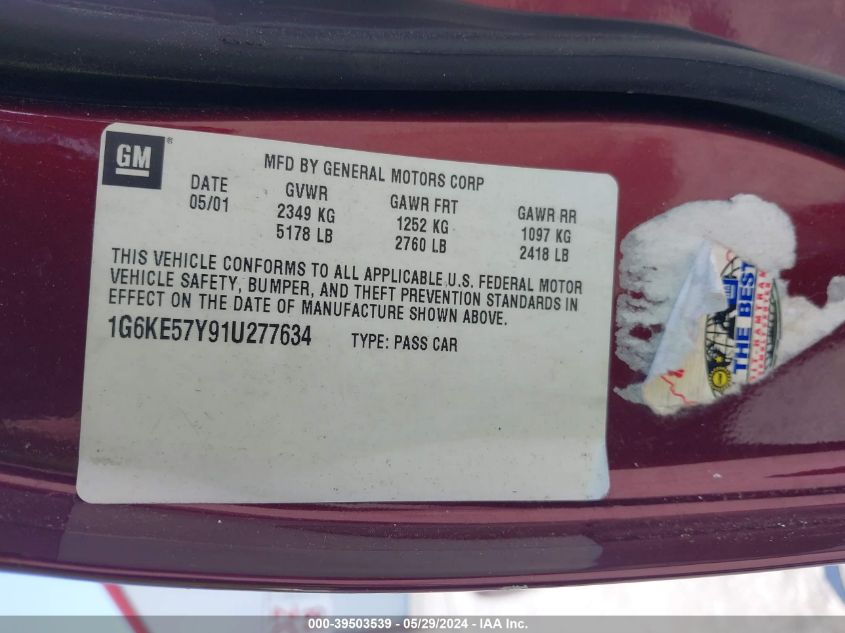 GM®
MFD BY GENERAL MOTORS CORP
DATE GVWR GAWR FRT GAWR RR
05/01 2349 KG 1252 KG 1097 KG
5178 LB 2760 LB 2418 LB
THIS VEHICLE CONFORMS TO ALL APPLICABLE U.S. FEDERAL MOTOR
VEHICLE SAFETY, BUMPER, AND THEFT PREVENTION STANDARDS IN
EFFECT ON THE DATE OF MANUFACTURE SHOWN ABOVE.
1G6KE57Y91U277634 TYPE: PASS CAR
THE BEST
000-39503539 - 05/29/2024 - IAA Inc.